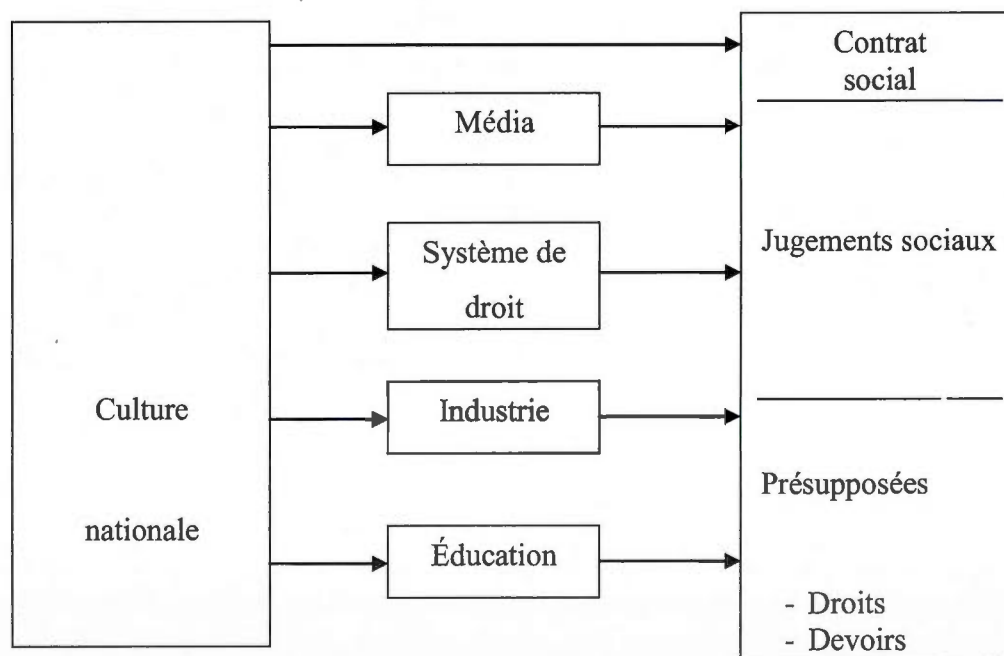 Contrat
social
Média
Système de
droit
Jugements sociaux
Culture
nationale
Industrie
Présupposées
Éducation
- Droits
- Devoirs